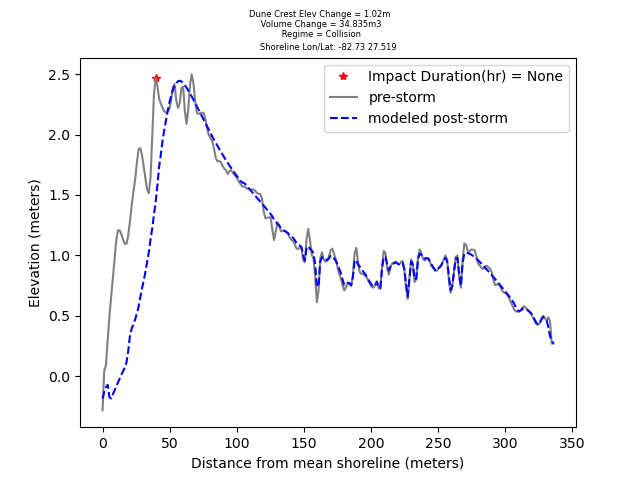 Dune Crest Elev Change = 1.02m
Volume Change = 34.835m3
Regime = Collision
Shoreline Lon/Lat: -82.73 27.519
Impact Duration(hr) = None
pre-storm
modeled post-storm
2.5
2.0
1.5
1.0
0.5
0.0
Elevation (meters)
0 50 100 150 200 250 300 350
Distance from mean shoreline (meters)